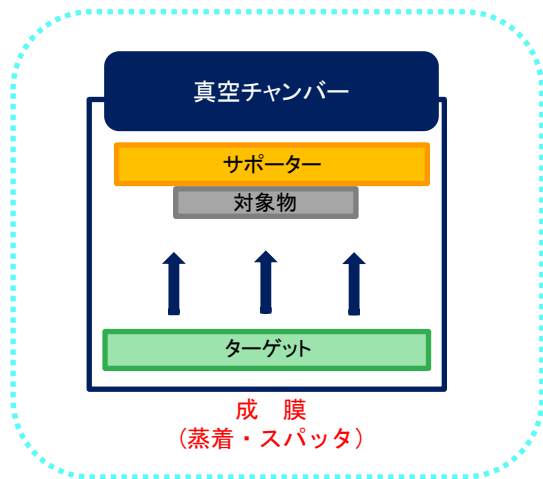 真空チャンバー
サポーター
対象物
ターゲット
成　膜
（蒸着・スパッタ）